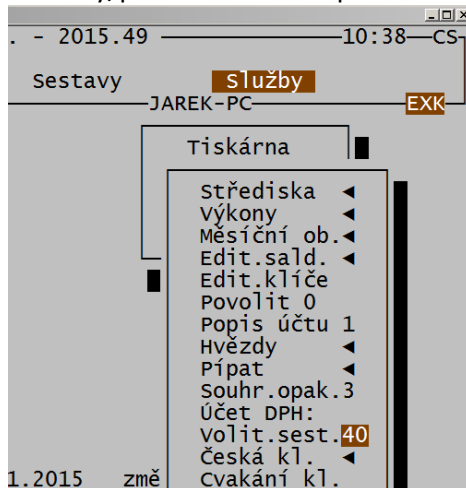 . - 2015.49 10:38 CS
Sestavy Služby
JAREK-PC EXK
Tiskárna
Střediska ◄
Výkony ◄
Měsíční ob.◄
Edit.sald. ◄
Edit.klíče
Povolit 0
Popis účtu 1
Hvězdy ◄
Pípat ◄
Souhr.opak.3
Účet DPH:
Volit.sest.40
Česká kl. ◄
1.2015 změ Cvakání kl.